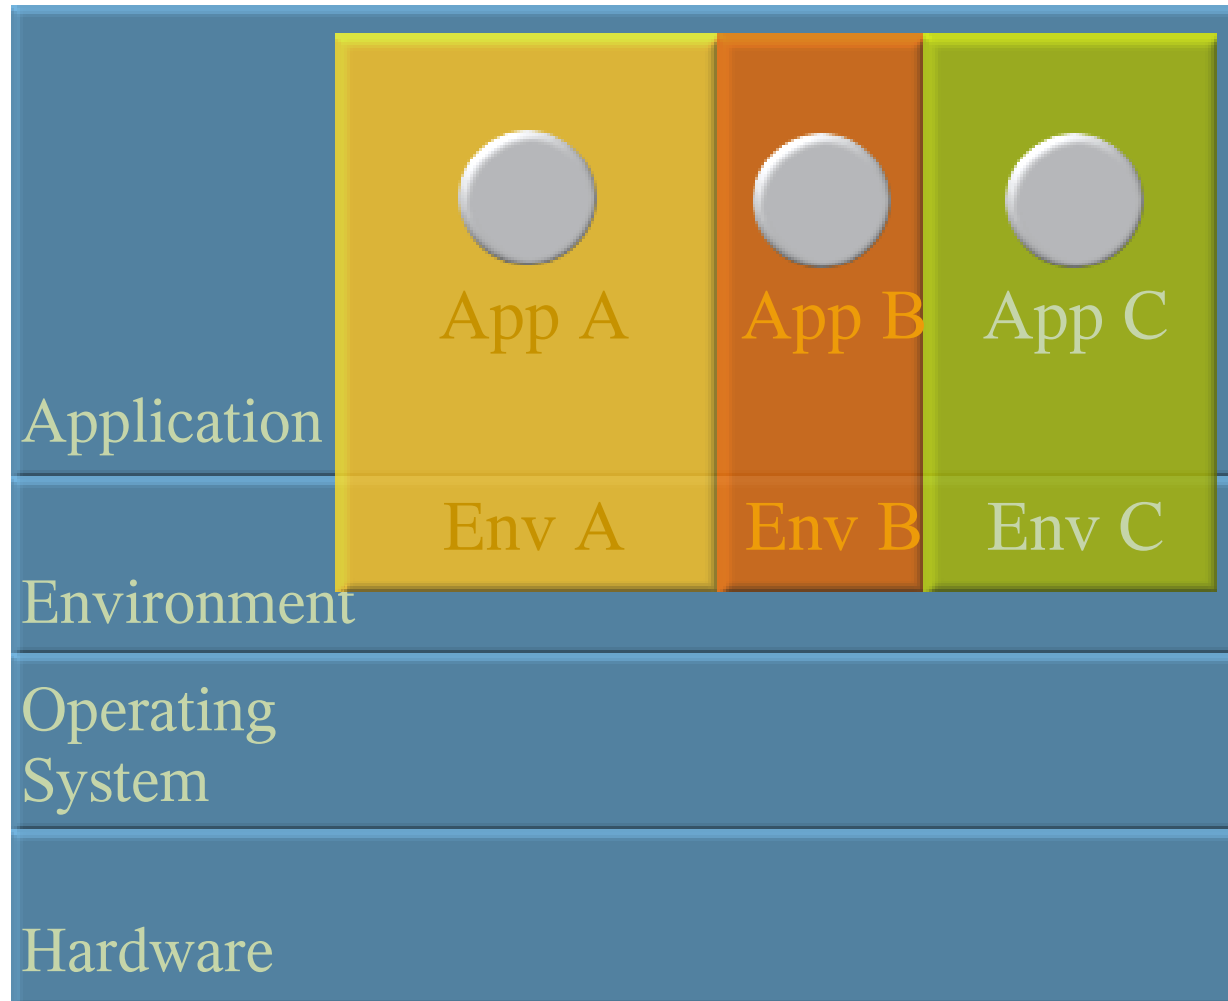 App A
App B
App C
Application
Env A
Env B
Env C
Environment
Operating
System
Hardware